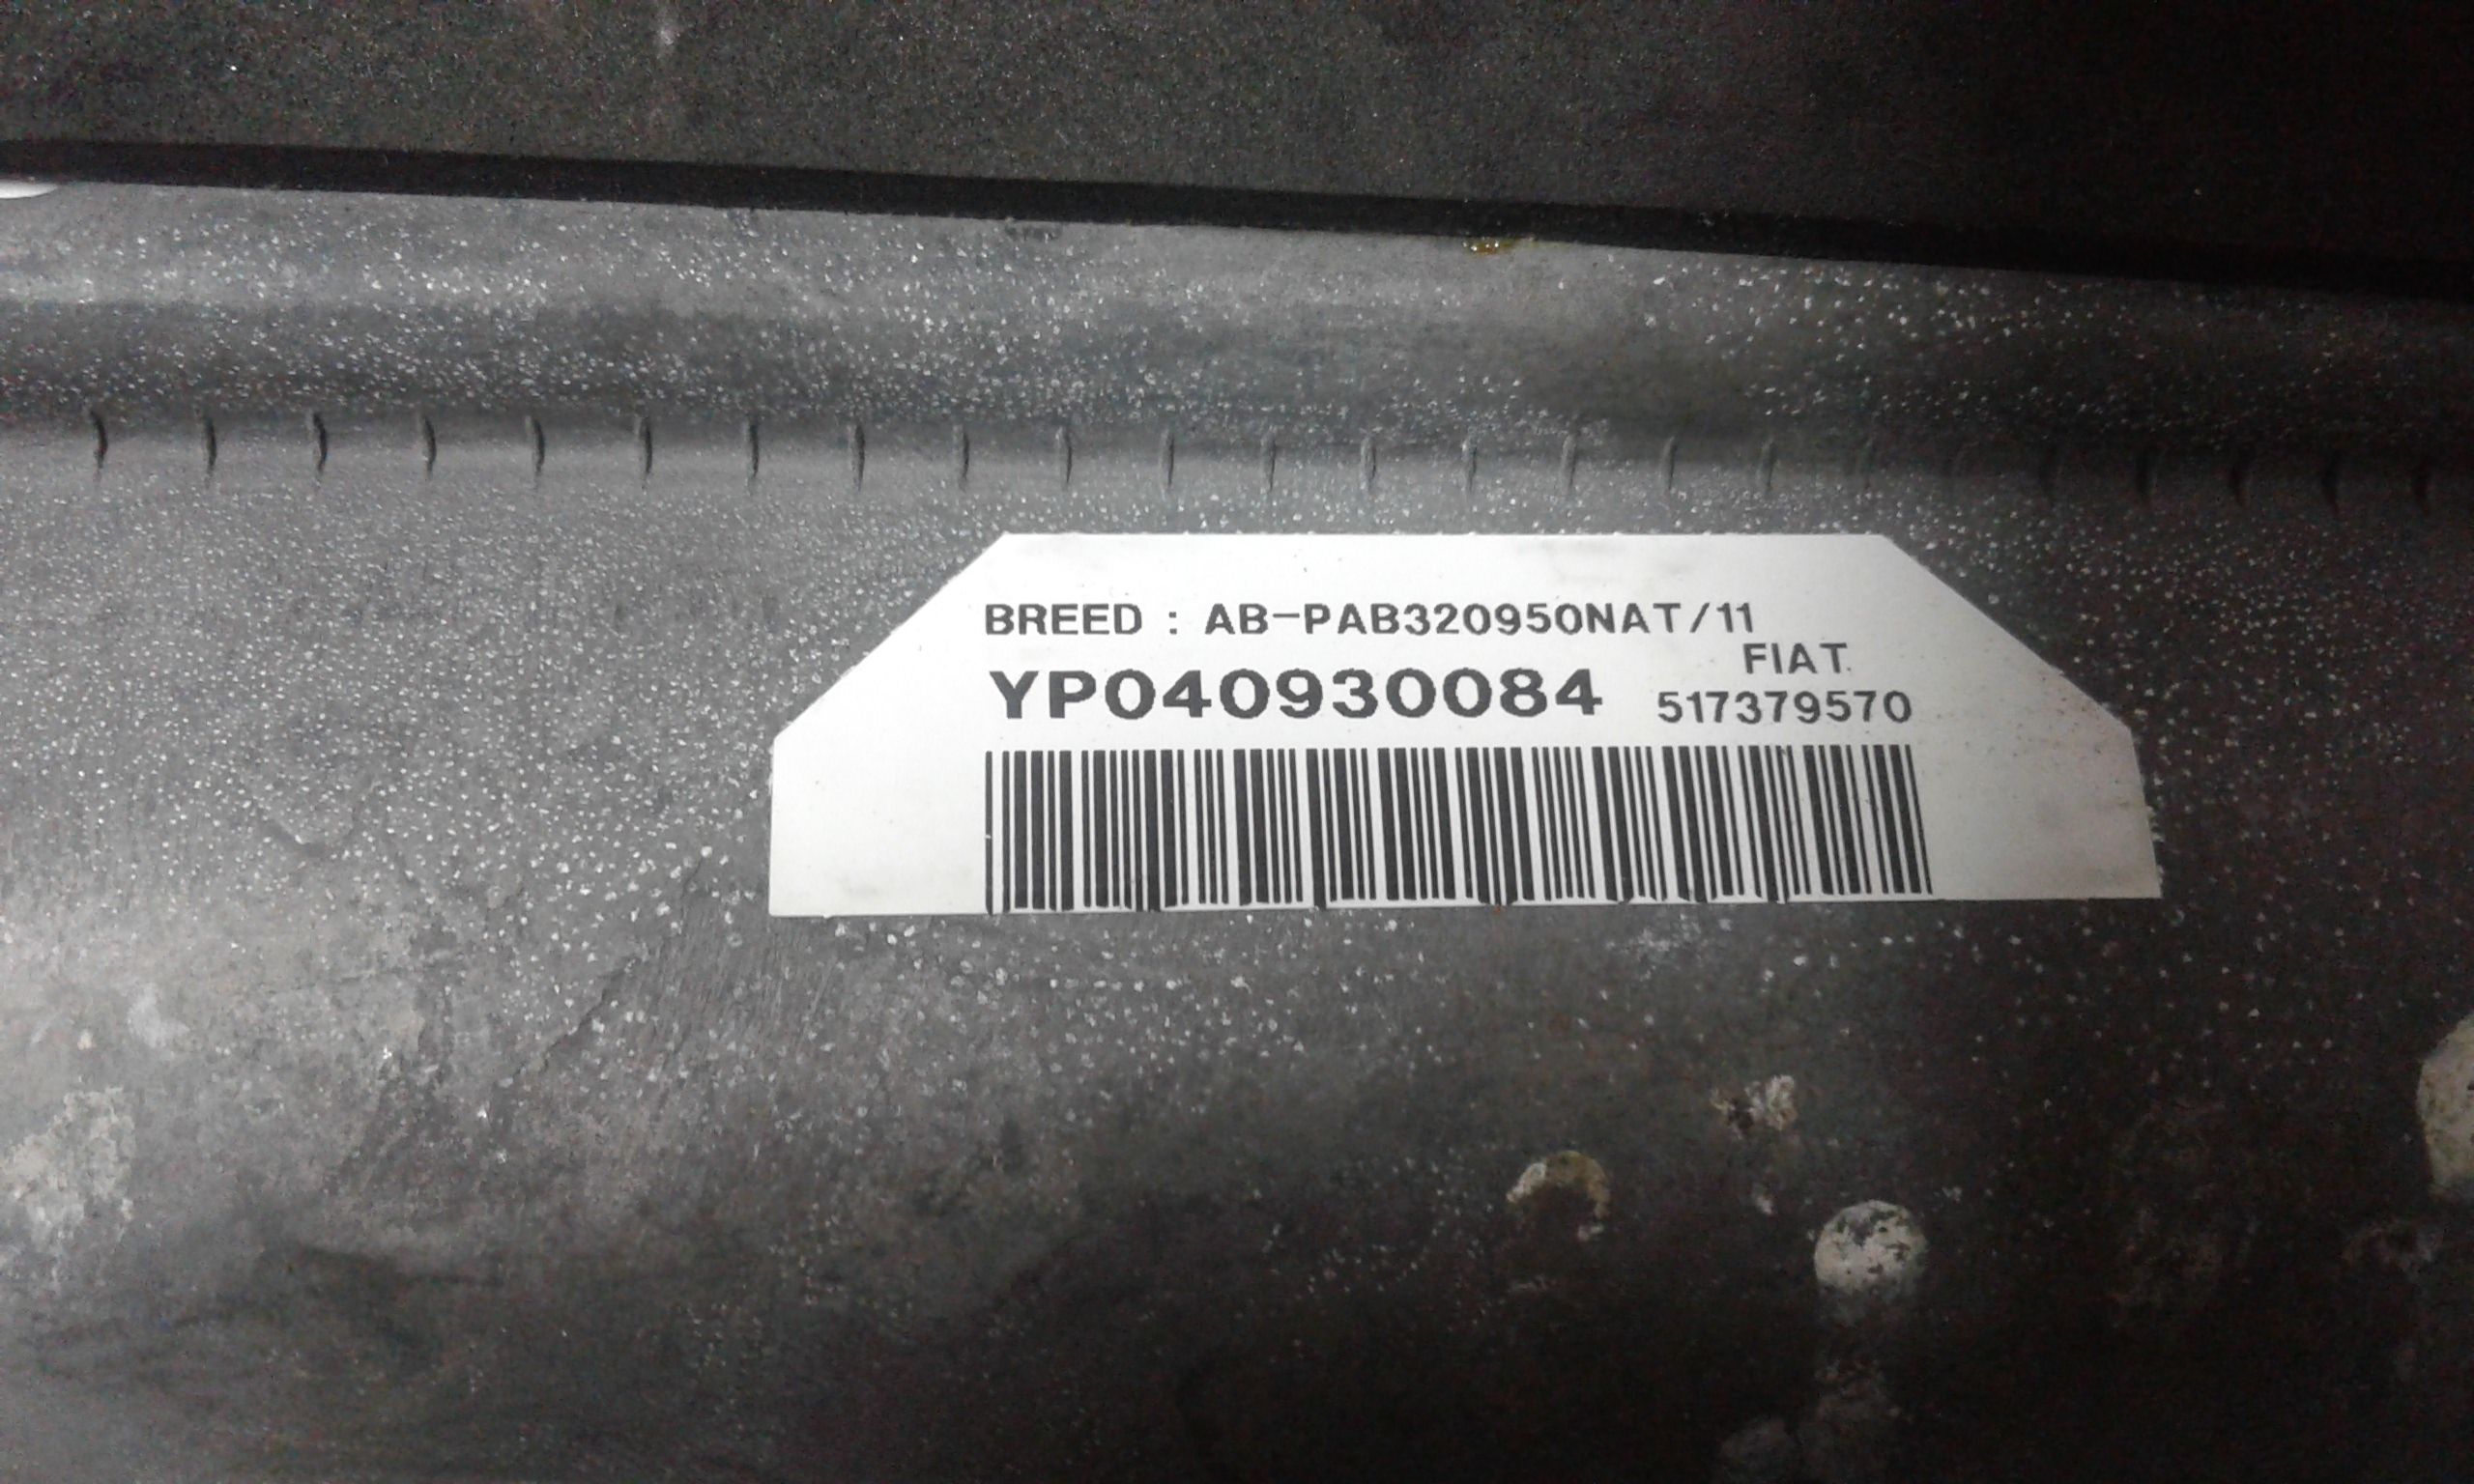 BREED : AB-PAB320950NAT/11
FIAT
YP040930084 517379570